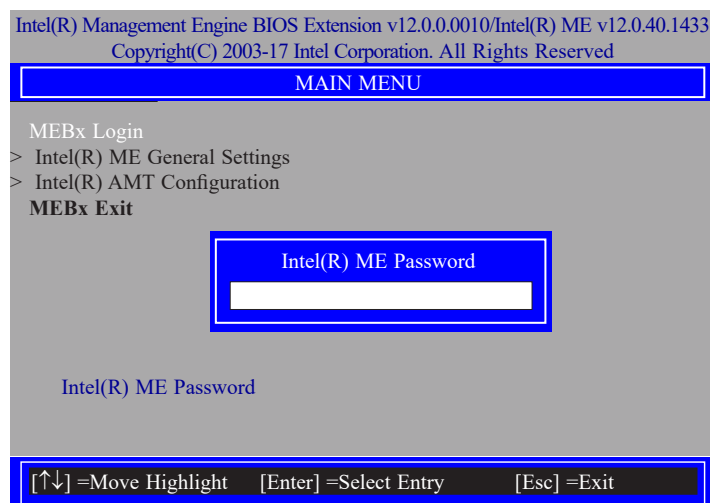 Intel(R) Management Engine BIOS Extension v12.0.0.0010/Intel(R) ME v12.0.40.1433
Copyright(C) 2003-17 Intel Corporation. All Rights Reserved
MAIN MENU
MEBx Login
> Intel(R) ME General Settings
> Intel(R) AMT Configuration
MEBx Exit
Intel(R) ME Password
Intel(R) ME Password
[↑↓] =Move Highlight [Enter] =Select Entry [Esc] =Exit